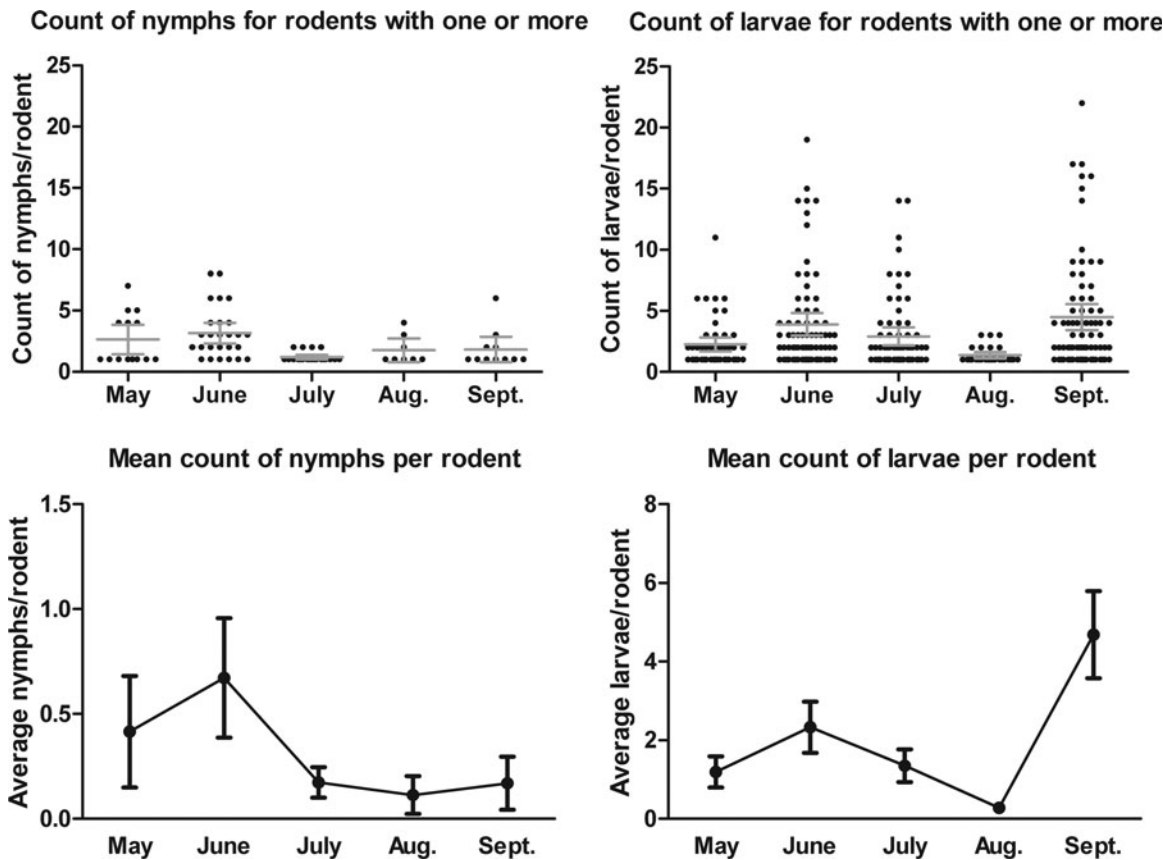 Count of nymphs for rodents with one or more
Count of nymphs/rodent
25
20
15
10
5
0
May June July Aug. Sept.
Count of larvae for rodents with one or more
Count of larvae/rodent
25
20
15
10
5
0
May June July Aug. Sept.
Mean count of nymphs per rodent
Average nymphs/rodent
1.5
1.0
0.5
0.0
May June July Aug. Sept.
Mean count of larvae per rodent
Average larvae/rodent
8
6
4
2
0
May June July Aug. Sept.